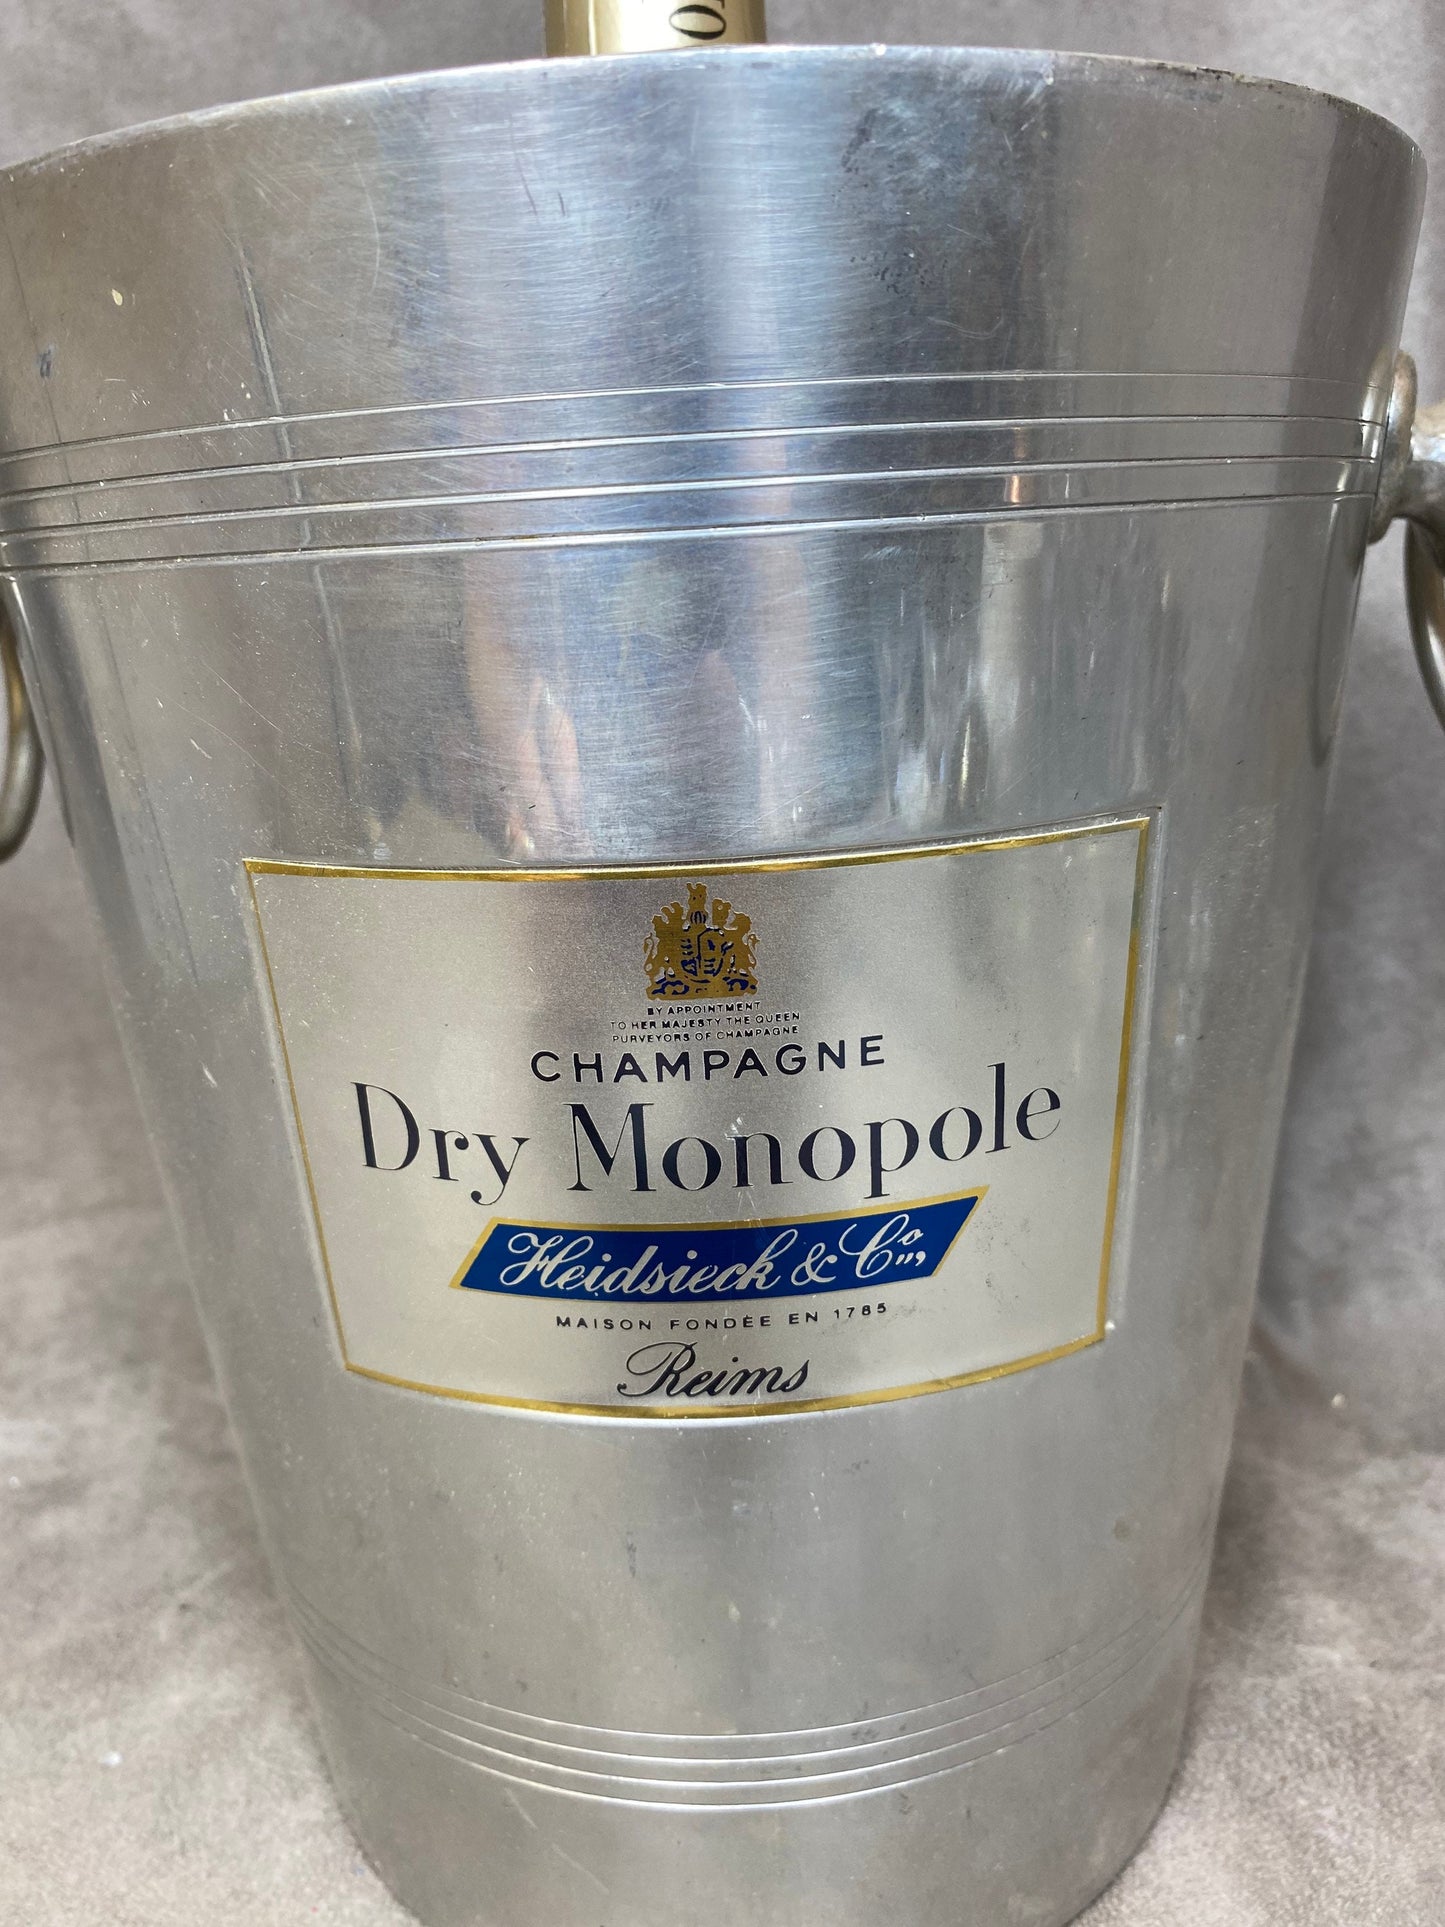 BY APPOINTMENT
TO HER MAJESTY THE QUEEN
PURVEYORS OF CHAMPAGNE
CHAMPAGNE
Dry Monopole
Heidsieck & Co,
MAISON FONDÉE EN 1785
Reims